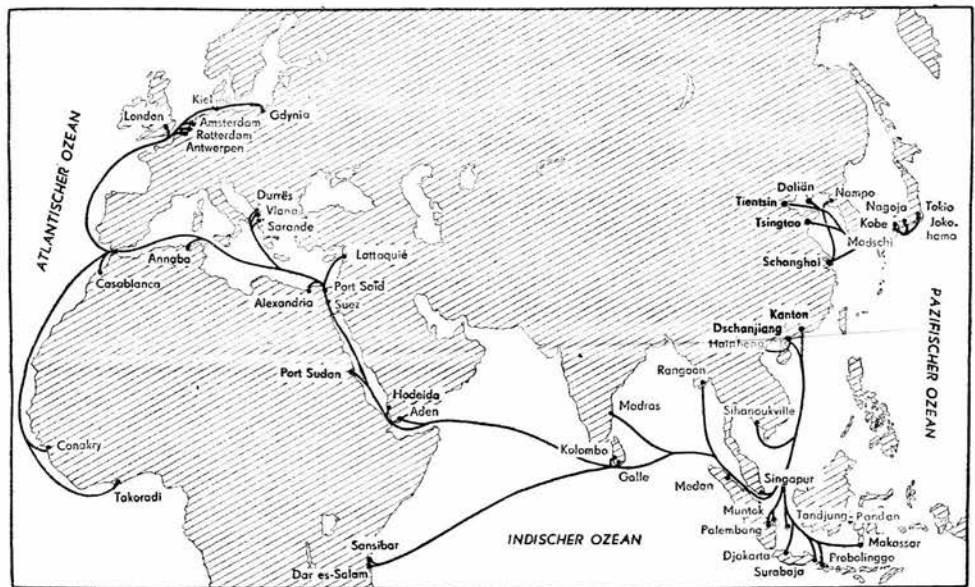 Kiel
London
Amsterdam
Gdynia
Rotterdam
Antwerpen
ATLANTISCHER OZEAN
Durrës
Vlona
Sarande
Daliän
Nampo
Tientsin
Nagoja
Tokio
Tsingtao
Kobe
Joko-
hama
Modschi
Annaba
Lattaquié
Schanghai
Casablanca
Port Saïd
Alexandria
Suez
PAZIFISCHER OZEAN
Kanton
Dschanjiang
Haiphong
Port Sudan
Rangoon
Hodeida
Aden
Madras
Sihanoukville
Conakry
Kolombo
Galle
Medan
Singapur
Takoradi
Muntok
Tandjung-Pandan
Palembang
INDISCHER OZEAN
Sansibar
Makassar
Djakarta
Probolinggo
Dar es-Salam
Surabaja